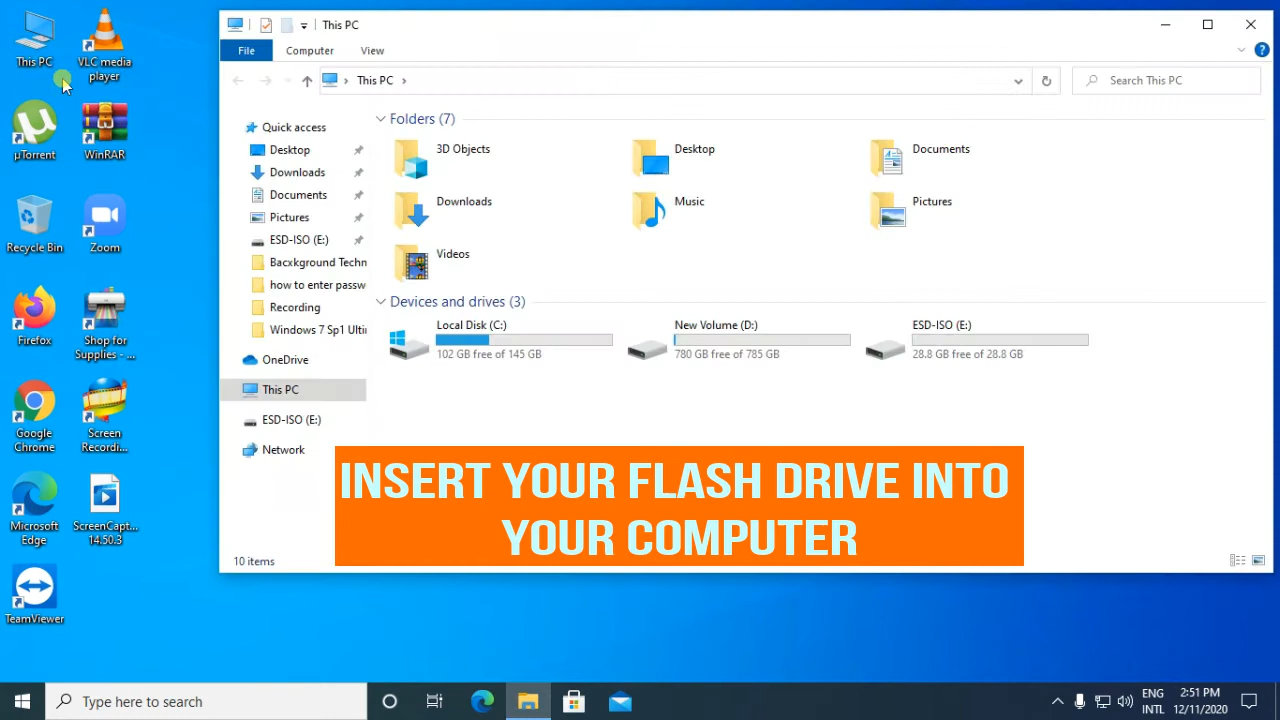 This PC
VLC media
player
µTorrent
WinRAR
Recycle Bin
Zoom
Firefox
Shop for
Supplies - ...
Google
Chrome
Screen
Recordi...
Microsoft
Edge
ScreenCapt...
14.50.3
TeamViewer
This PC
File
Computer
View
This PC
Search This PC
Quick access
Desktop
Downloads
Documents
Pictures
ESD-ISO (E:)
Bacxkground Techn
how to enter passw
Recording
Windows 7 Sp1 Ulti
OneDrive
This PC
ESD-ISO (E:)
Network
Folders (7)
3D Objects
Desktop
Documents
Downloads
Music
Pictures
Videos
Devices and drives (3)
Local Disk (C:)
102 GB free of 145 GB
New Volume (D:)
780 GB free of 785 GB
ESD-ISO (E:)
28.8 GB free of 28.8 GB
INSERT YOUR FLASH DRIVE INTO
YOUR COMPUTER
10 items
Type here to search
ENG
INTL
2:51 PM
12/11/2020